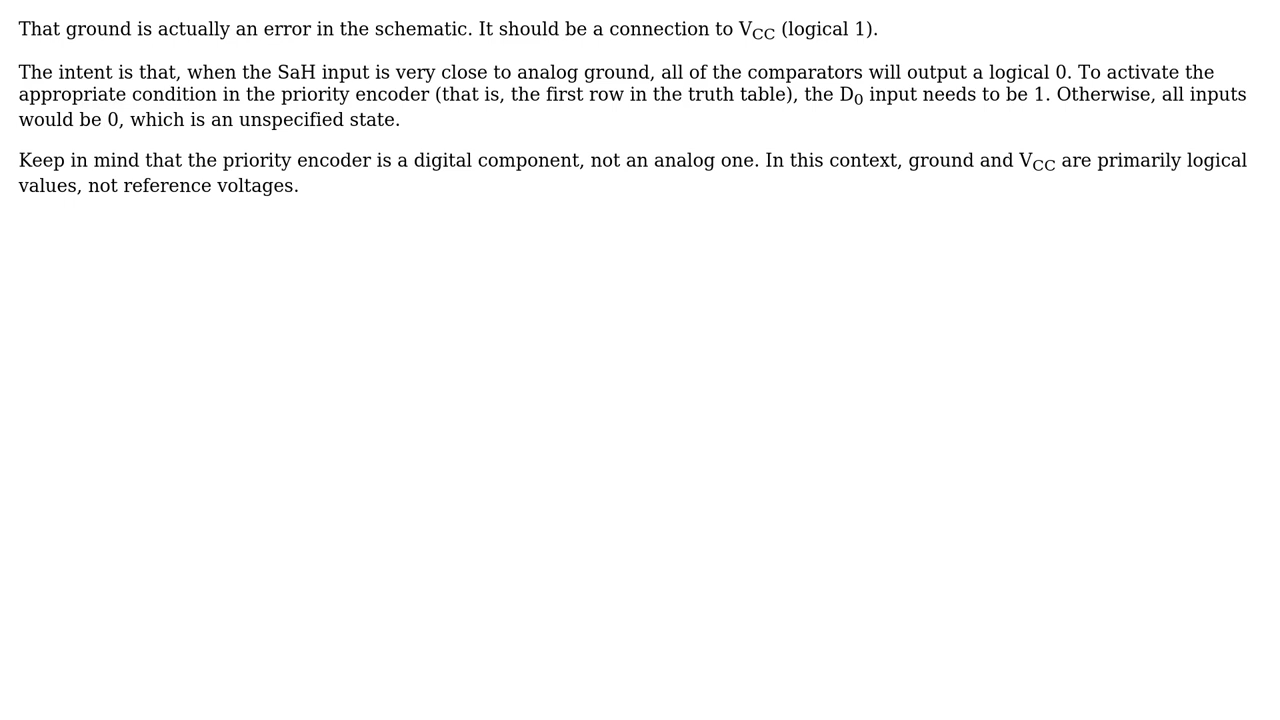 That ground is actually an error in the schematic. It should be a connection to VCC (logical 1).
The intent is that, when the SaH input is very close to analog ground, all of the comparators will output a logical 0. To activate the
appropriate condition in the priority encoder (that is, the first row in the truth table), the D0 input needs to be 1. Otherwise, all inputs
would be 0, which is an unspecified state.
Keep in mind that the priority encoder is a digital component, not an analog one. In this context, ground and VCC are primarily logical
values, not reference voltages.